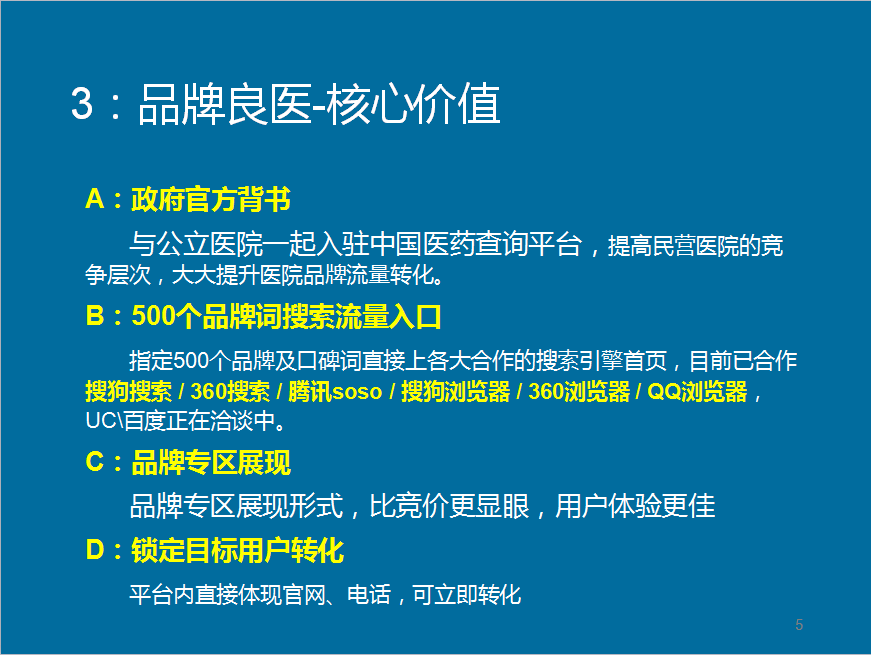 3：品牌良医-核心价值
A：政府官方背书
与公立医院一起入驻中国医药查询平台，提高民营医院的竞
争层次，大大提升医院品牌流量转化。
B：500个品牌词搜索流量入口
指定500个品牌及口碑词直接上各大合作的搜索引擎首页，目前已合作
搜狗搜索 / 360搜索 / 腾讯soso / 搜狗浏览器 / 360浏览器 / QQ浏览器，
UC\百度正在洽谈中。
C：品牌专区展现
品牌专区展现形式，比竞价更显眼，用户体验更佳
D：锁定目标用户转化
平台内直接体现官网、电话，可立即转化
5